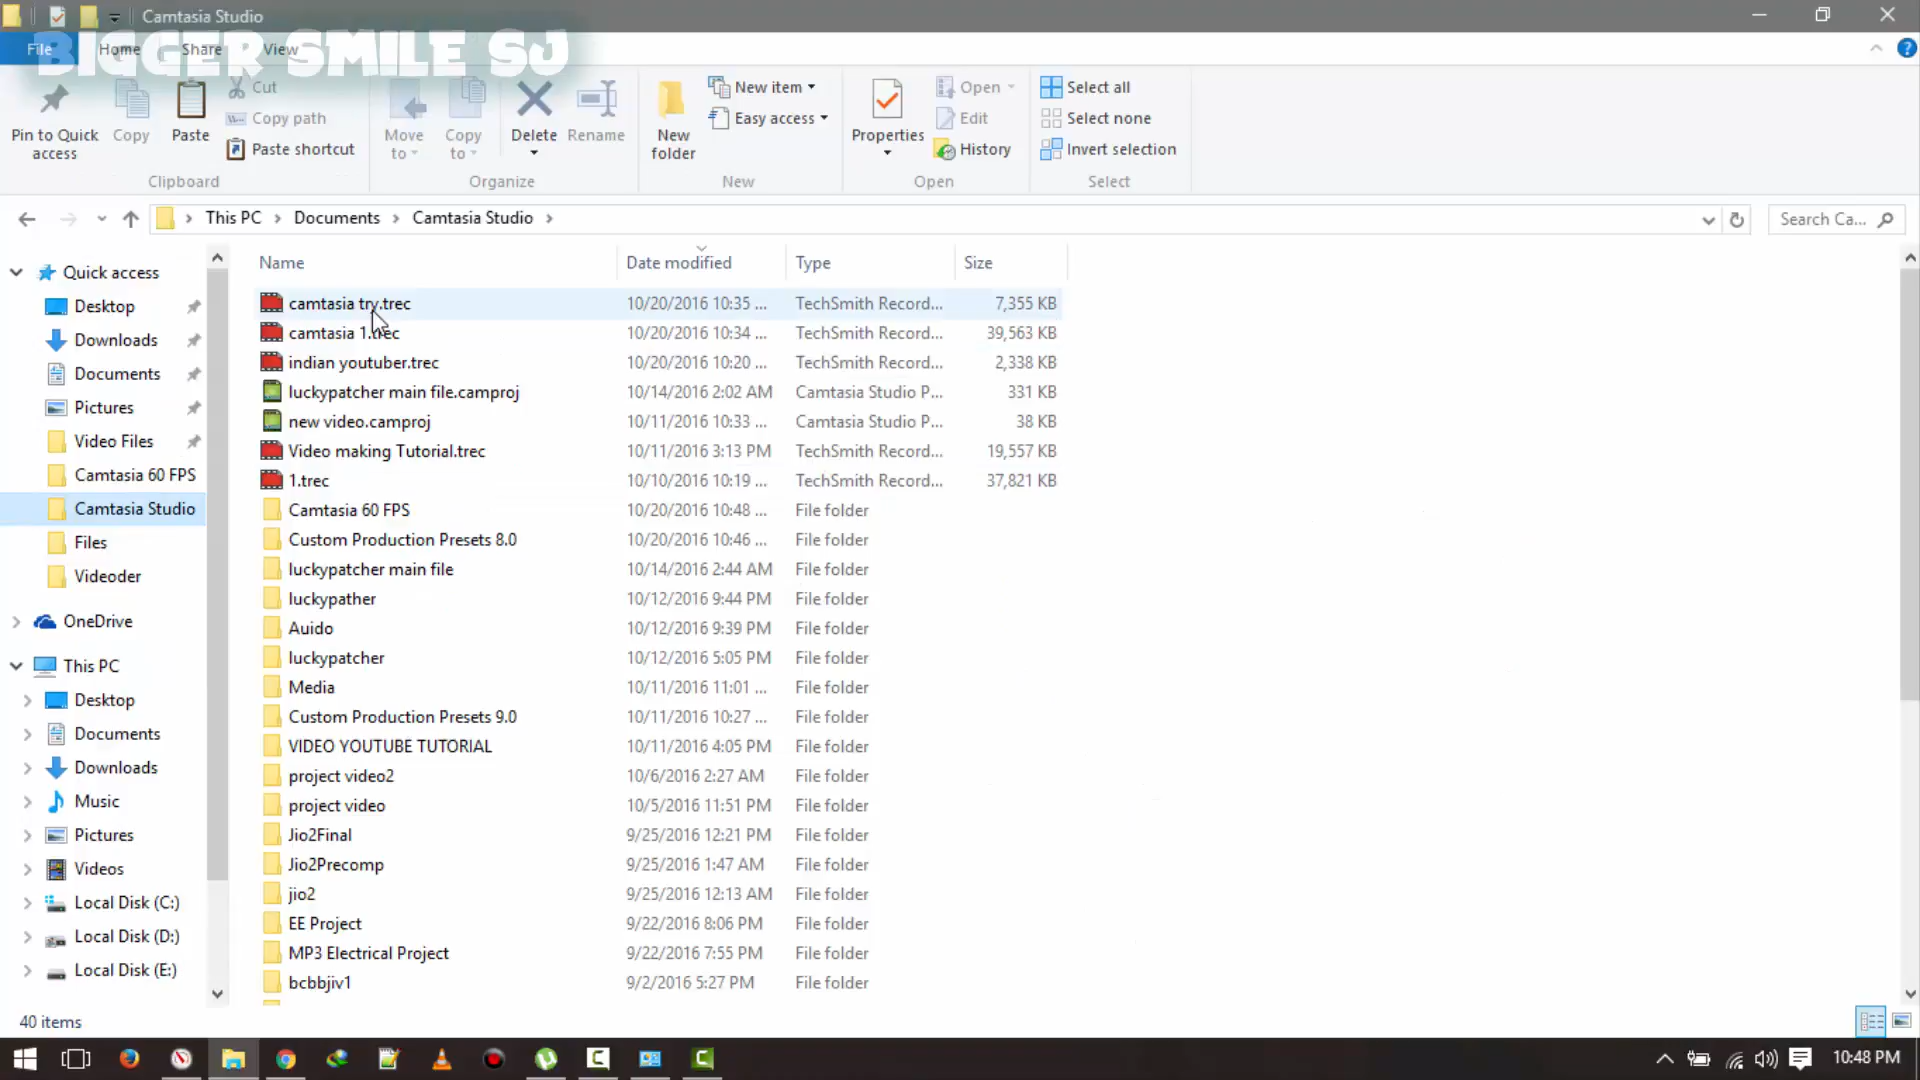 Camtasia Studio
BIGGER SMILE SJ
File Home Share View
Pin to Quick access
Copy
Paste
Cut
Copy path
Paste shortcut
Clipboard
Move to
Copy to
Delete
Rename
Organize
New folder
New item
Easy access
New
Properties
Open
Edit
History
Open
Select all
Select none
Invert selection
Select
This PC > Documents > Camtasia Studio >
Search Ca...
Quick access
Desktop
Downloads
Documents
Pictures
Video Files
Camtasia 60 FPS
Camtasia Studio
Files
Videoder
OneDrive
This PC
Desktop
Documents
Downloads
Music
Pictures
Videos
Local Disk (C:)
Local Disk (D:)
Local Disk (E:)
Name Date modified Type Size
camtasia try.trec 10/20/2016 10:35 ... TechSmith Record... 7,355 KB
camtasia 1.trec 10/20/2016 10:34 ... TechSmith Record... 39,563 KB
indian youtuber.trec 10/20/2016 10:20 ... TechSmith Record... 2,338 KB
luckypatcher main file.camproj 10/14/2016 2:02 AM Camtasia Studio P... 331 KB
new video.camproj 10/11/2016 10:33 ... Camtasia Studio P... 38 KB
Video making Tutorial.trec 10/11/2016 3:13 PM TechSmith Record... 19,557 KB
1.trec 10/10/2016 10:19 ... TechSmith Record... 37,821 KB
Camtasia 60 FPS 10/20/2016 10:48 ... File folder
Custom Production Presets 8.0 10/20/2016 10:46 ... File folder
luckypatcher main file 10/14/2016 2:44 AM File folder
luckypather 10/12/2016 9:44 PM File folder
Auido 10/12/2016 9:39 PM File folder
luckypatcher 10/12/2016 5:05 PM File folder
Media 10/11/2016 11:01 ... File folder
Custom Production Presets 9.0 10/11/2016 10:27 ... File folder
VIDEO YOUTUBE TUTORIAL 10/11/2016 4:05 PM File folder
project video2 10/6/2016 2:27 AM File folder
project video 10/5/2016 11:51 PM File folder
Jio2Final 9/25/2016 12:21 PM File folder
Jio2Precomp 9/25/2016 1:47 AM File folder
jio2 9/25/2016 12:13 AM File folder
EE Project 9/22/2016 8:06 PM File folder
MP3 Electrical Project 9/22/2016 7:55 PM File folder
bcbbjiv1 9/2/2016 5:27 PM File folder
40 items
10:48 PM